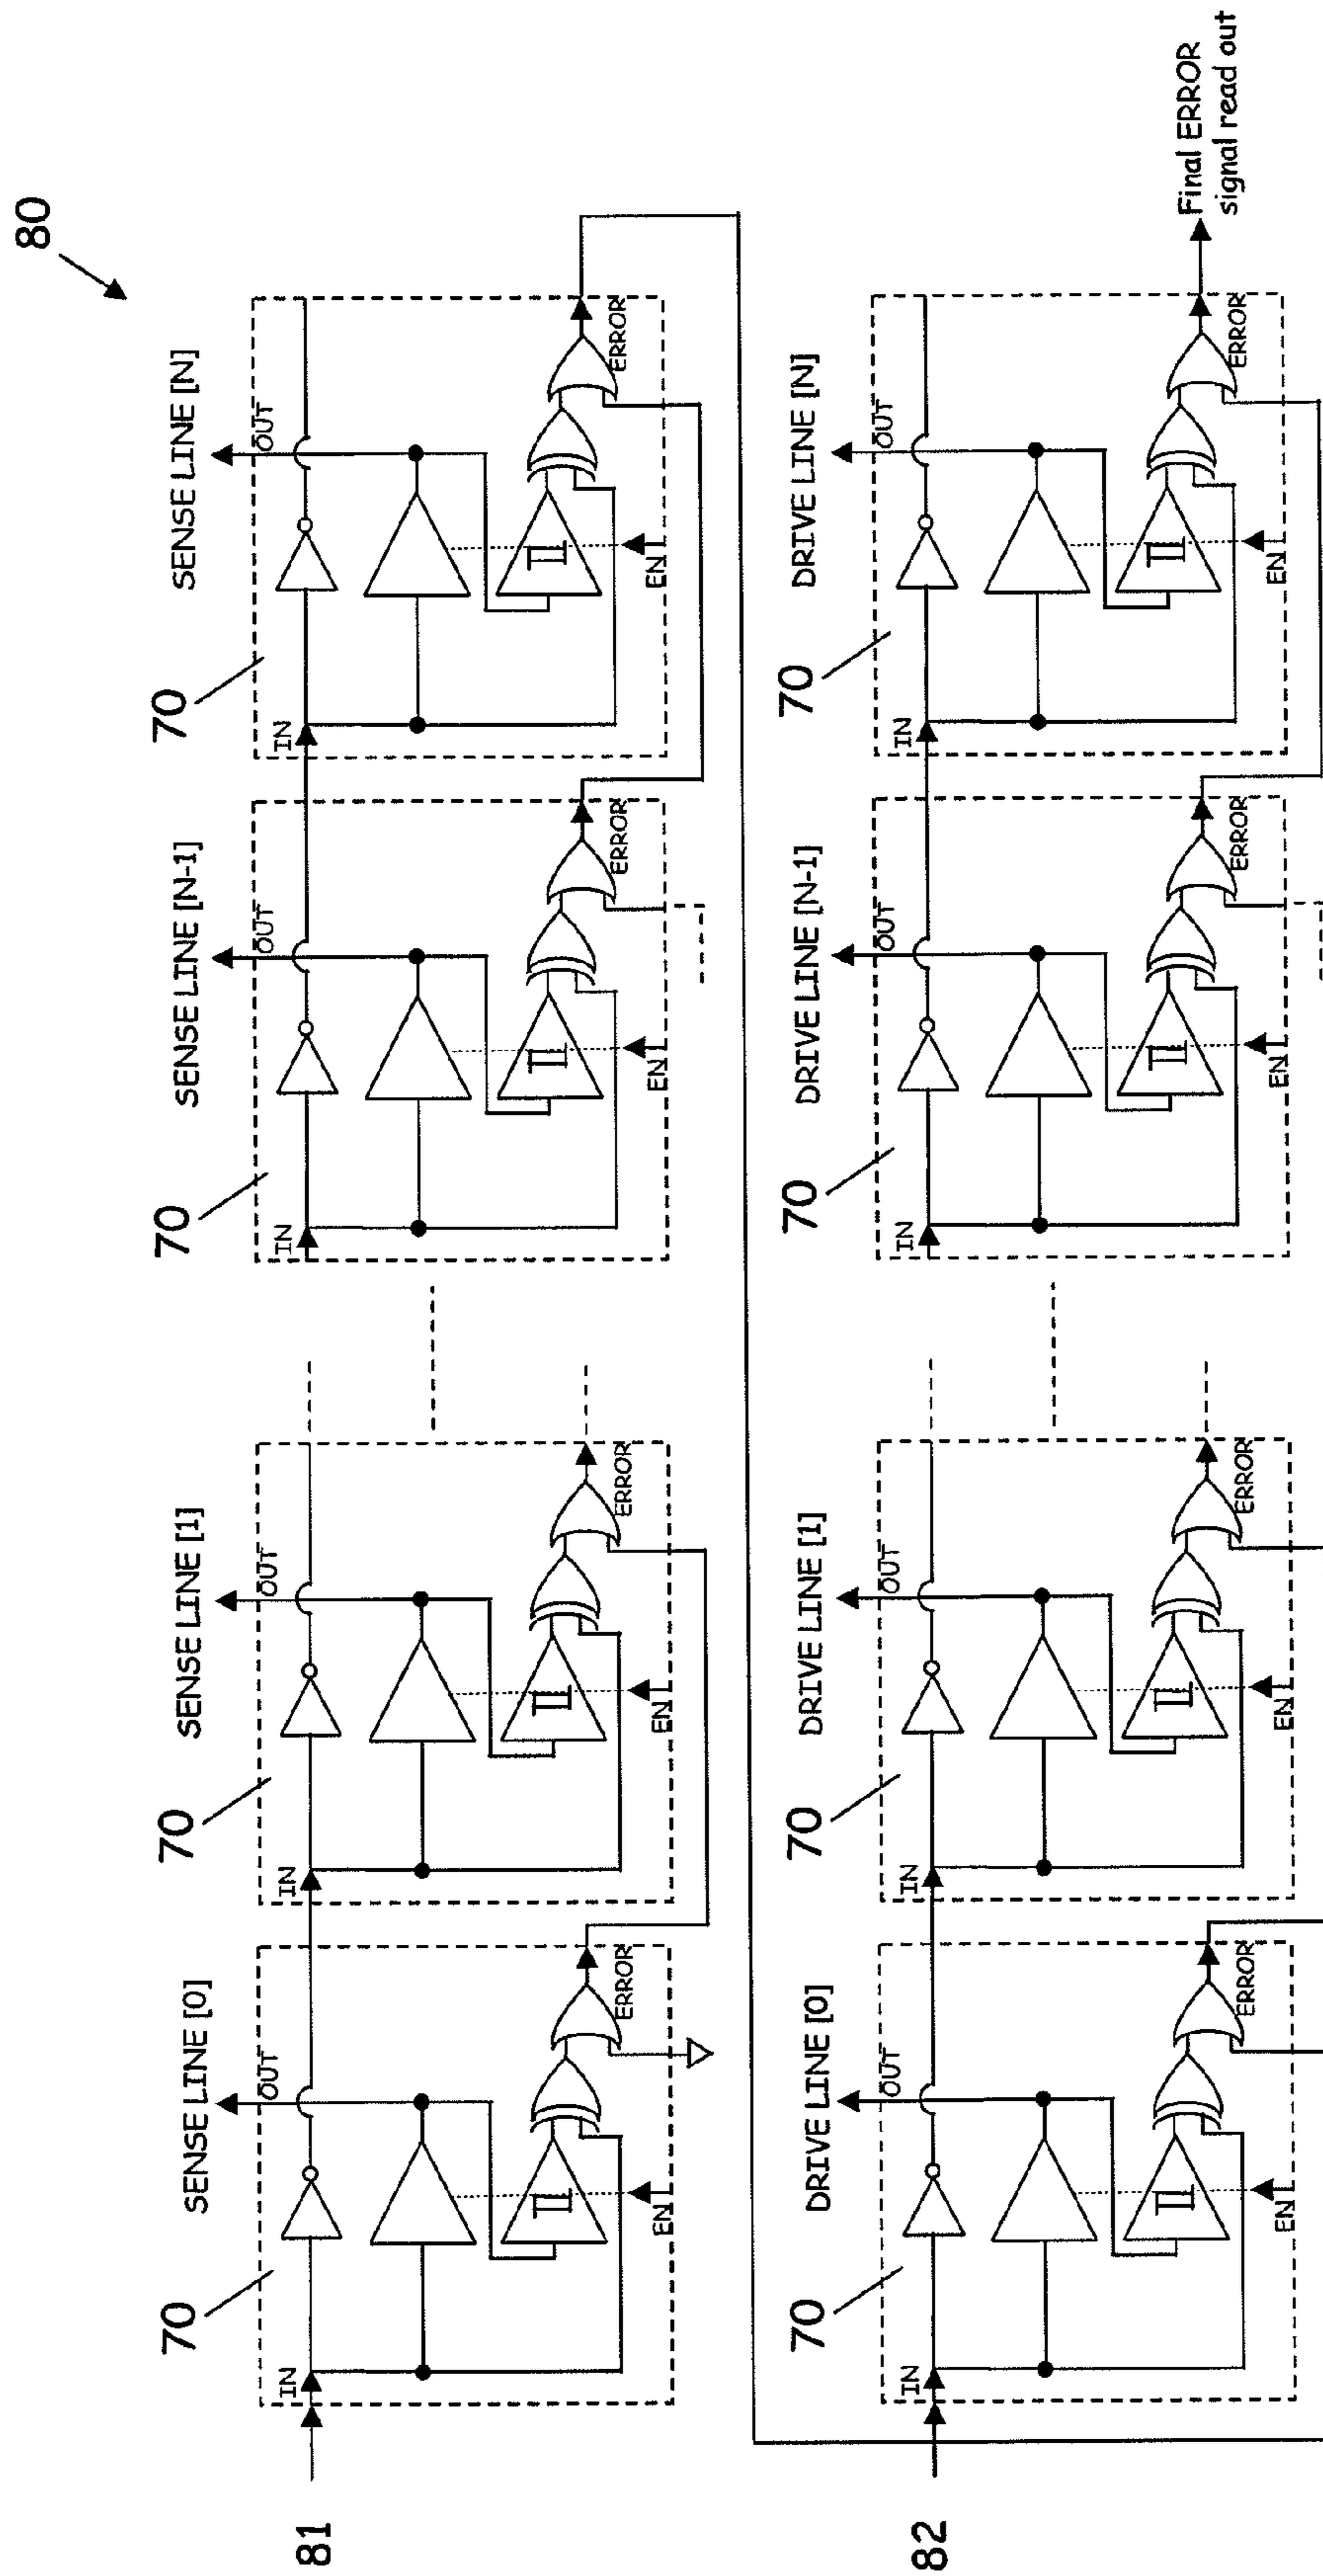 80
SENSE LINE [0]
SENSE LINE [1]
SENSE LINE [N-1]
SENSE LINE [N]
70
70
70
70
OUT
OUT
OUT
OUT
81
IN
IN
IN
IN
EN
EN
EN
EN
ERROR
ERROR
ERROR
ERROR
DRIVE LINE [0]
DRIVE LINE [1]
DRIVE LINE [N-1]
DRIVE LINE [N]
70
70
70
70
OUT
OUT
OUT
OUT
82
IN
IN
IN
IN
EN
EN
EN
EN
ERROR
ERROR
ERROR
ERROR
Final ERROR
signal read out